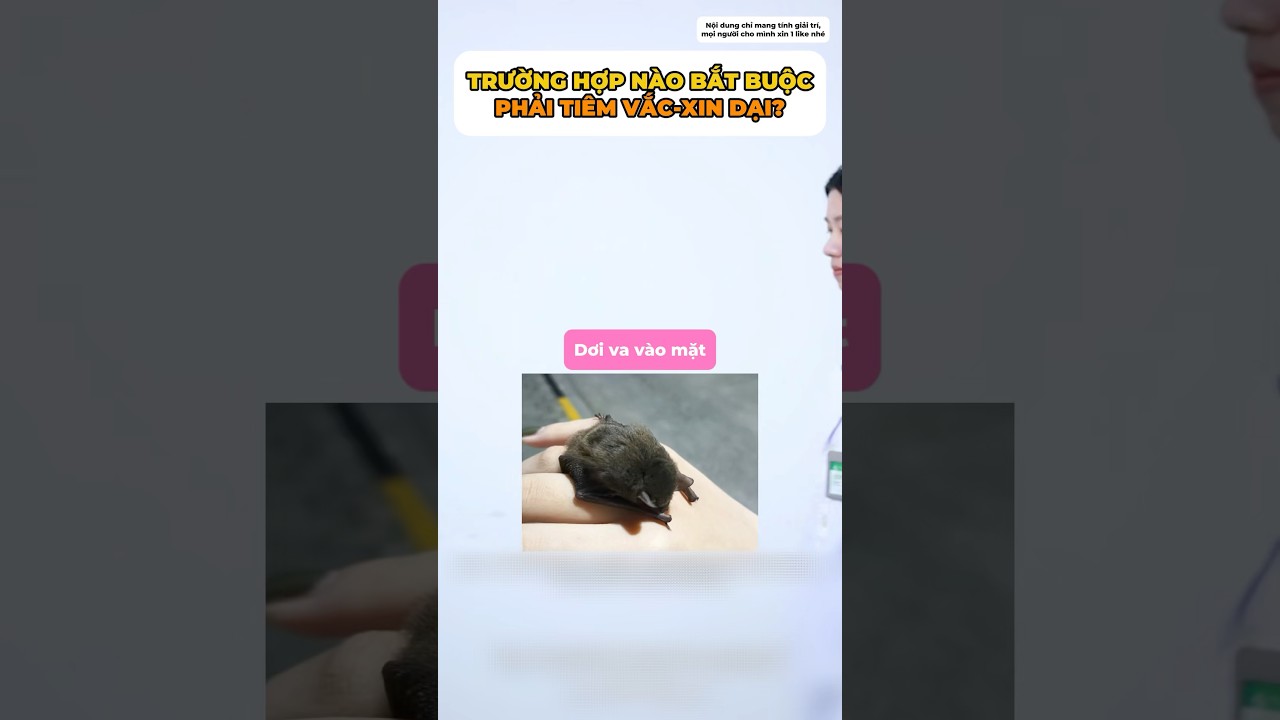 Nội dung chỉ mang tính giải trí,
mọi người cho mình xin 1 like nhé
TRƯỜNG HỢP NÀO BẮT BUỘC
PHẢI TIÊM VẮC-XIN DẠI?
Dơi va vào mặt